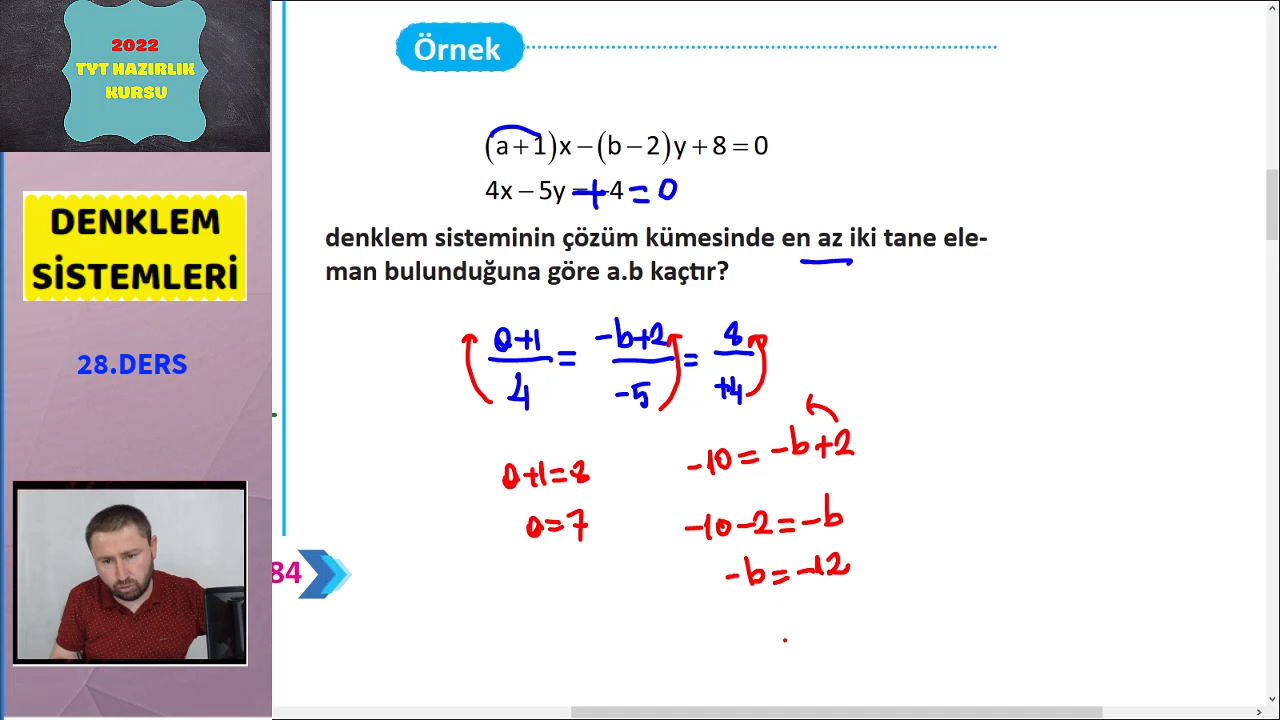 2022
TYT HAZIRLIK
KURSU
DENKLEM
SİSTEMLERİ
28.DERS
84
Örnek
(a+1)x−(b−2)y+8=0
4x−5y + 4 = 0
denklem sisteminin çözüm kümesinde en az iki tane ele-
man bulunduğuna göre a.b kaçtır?
a+1/4 = -b+2/-5 = 8/+4
a+1=8
a=7
-10=-b+2
-10-2=-b
-b=-12